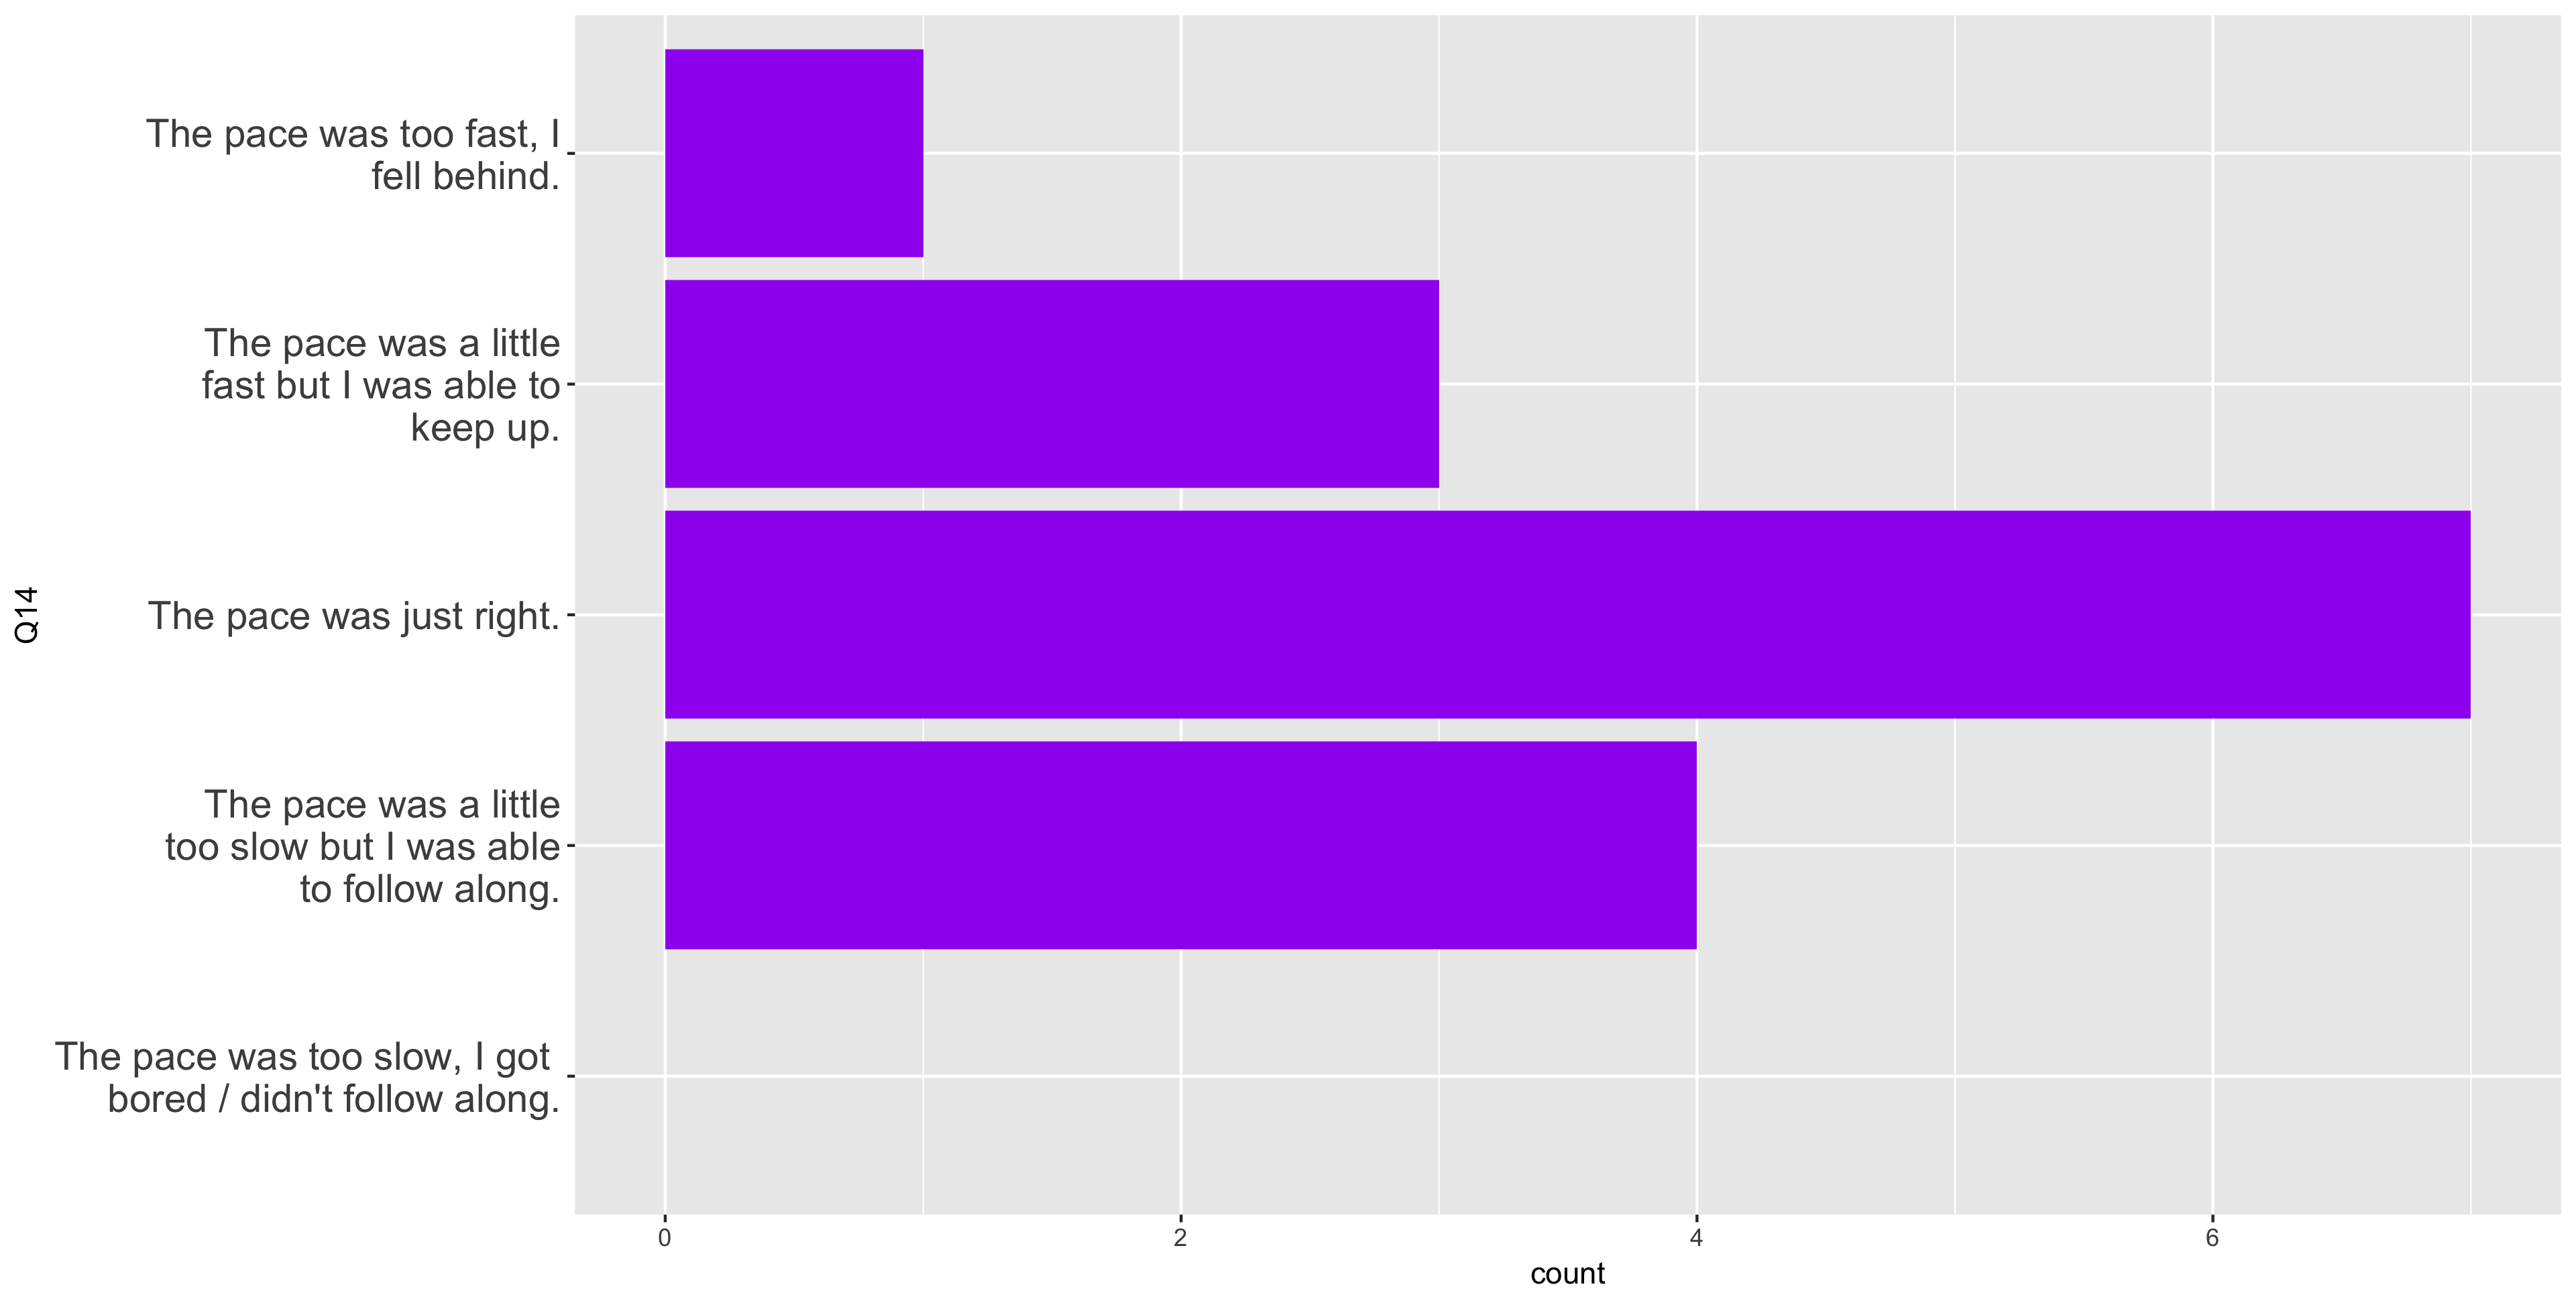 The pace was too fast, I
fell behind.
The pace was a little
fast but I was able to
keep up.
Q14
The pace was just right.
The pace was a little
too slow but I was able
to follow along.
The pace was too slow, I got
bored / didn't follow along.
0 2 4 6
count